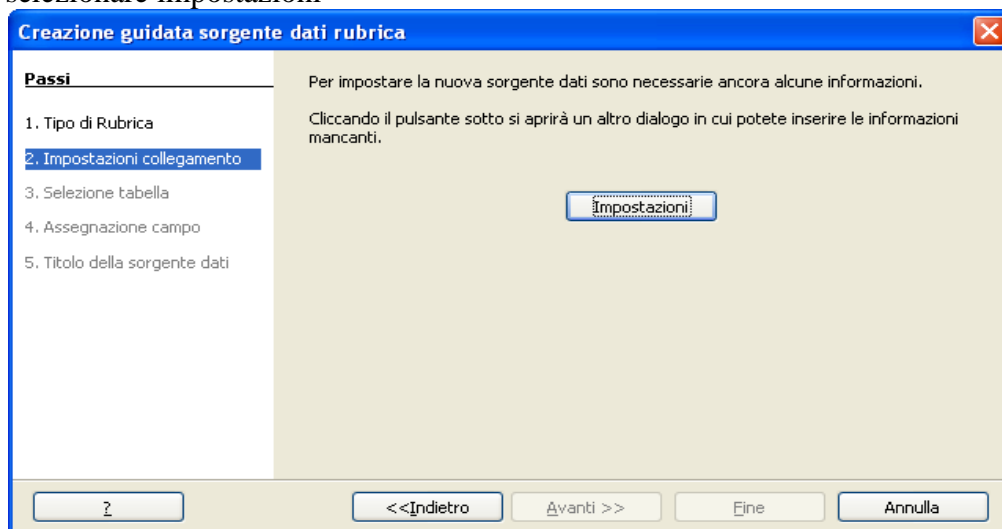 selezionare impostazioni
Creazione guidata sorgente dati rubrica
Passi
1. Tipo di Rubrica
2. Impostazioni collegamento
3. Selezione tabella
4. Assegnazione campo
5. Titolo della sorgente dati
Per impostare la nuova sorgente dati sono necessarie ancora alcune informazioni.
Cliccando il pulsante sotto si aprirà un altro dialogo in cui potete inserire le informazioni
mancanti.
Impostazioni
?
<<Indietro
Avanti >>
Fine
Annulla